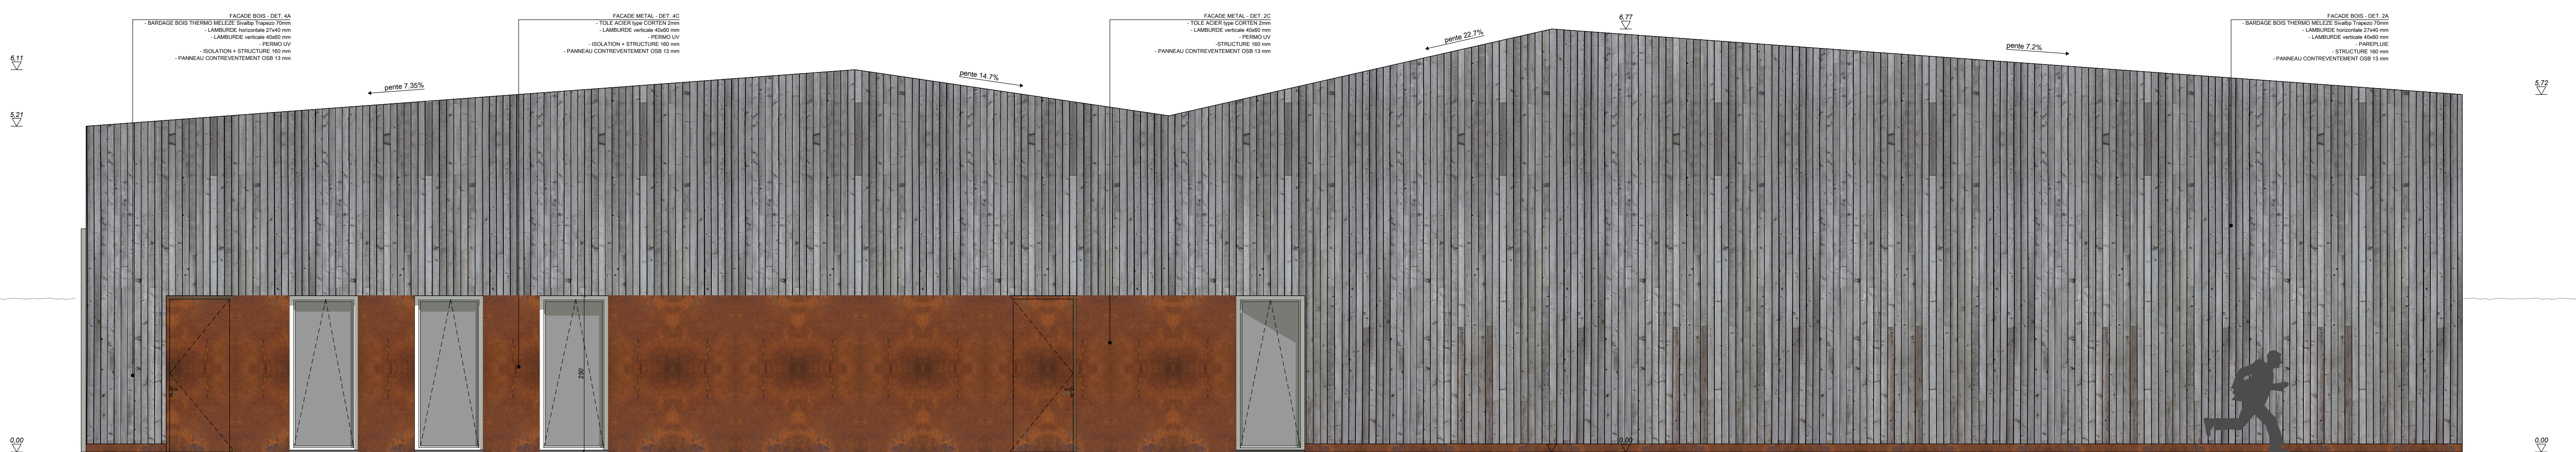 FACADE BOIS - DET. 4A
- BARDAGE BOIS THERMO MELEZE Sivalbp Trapezo 70mm
- LAMBURDE horizontale 27x40 mm
- LAMBURDE verticale 40x60 mm
- PERMO UV
- ISOLATION + STRUCTURE 160 mm
- PANNEAU CONTREVENTEMENT OSB 13 mm
FACADE METAL - DET. 4C
- TOLE ACIER type CORTEN 2mm
- LAMBURDE verticale 40x60 mm
- PERMO UV
- ISOLATION + STRUCTURE 160 mm
- PANNEAU CONTREVENTEMENT OSB 13 mm
FACADE METAL - DET. 2C
- TOLE ACIER type CORTEN 2mm
- LAMBURDE verticale 40x60 mm
- PERMO UV
-STRUCTURE 160 mm
- PANNEAU CONTREVENTEMENT OSB 13 mm
FACADE BOIS - DET. 2A
- BARDAGE BOIS THERMO MELEZE Sivalbp Trapezo 70mm
- LAMBURDE horizontale 27x40 mm
- LAMBURDE verticale 40x60 mm
- PAREPLUIE
- STRUCTURE 160 mm
- PANNEAU CONTREVENTEMENT OSB 13 mm
6,77
pente 22.7%
pente 7.2%
6,11
pente 14.7%
pente 7.35%
5,72
5,21
250
0,00
0,00
0,00